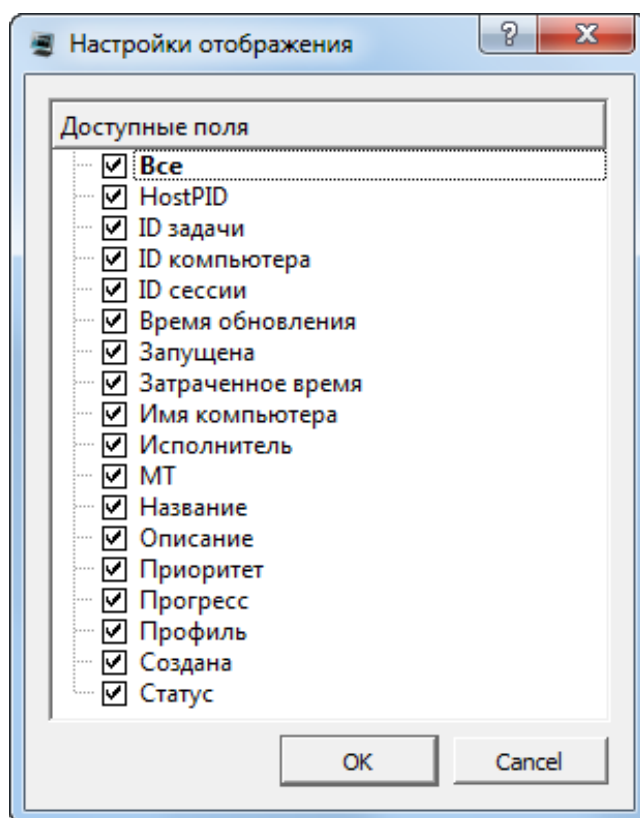 Настройки отображения
Доступные поля
Все
HostPID
ID задачи
ID компьютера
ID сессии
Время обновления
Запущена
Затраченное время
Имя компьютера
Исполнитель
МТ
Название
Описание
Приоритет
Прогресс
Профиль
Создана
Статус
OK
Cancel